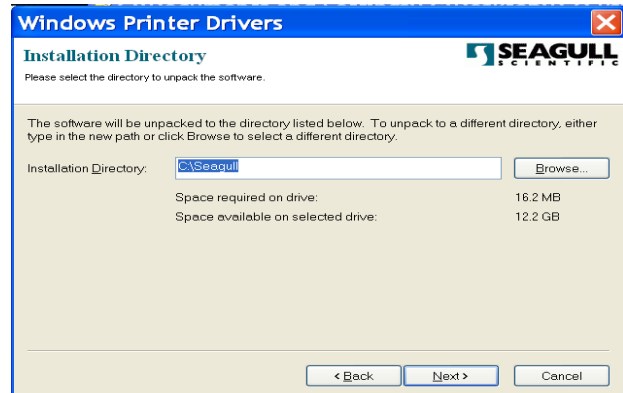 Windows Printer Drivers
Installation Directory
SEAGULL
SCIENTIFIC
Please select the directory to unpack the software.
The software will be unpacked to the directory listed below. To unpack to a different directory, either
type in the new path or click Browse to select a different directory.
Installation Directory: C:\Seagull Browse...
Space required on drive: 16.2 MB
Space available on selected drive: 12.2 GB
< Back Next > Cancel